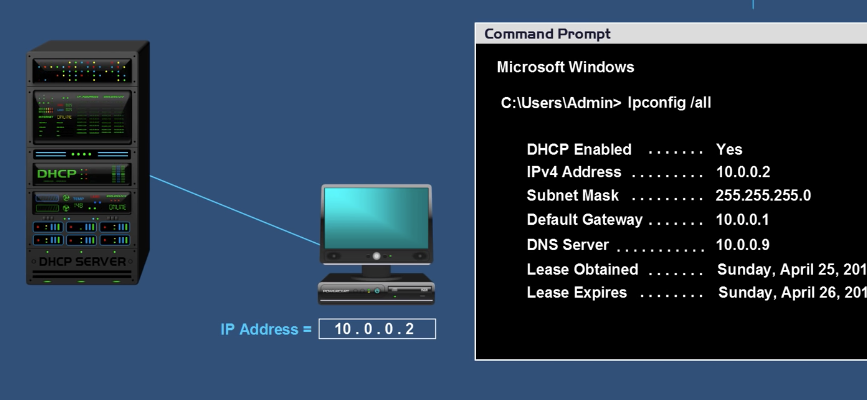 DHCP
ONLINE
DHCP SERVER
IP Address = 10.0.0.2
Command Prompt
Microsoft Windows
C:\Users\Admin> Ipconfig /all
DHCP Enabled ....... Yes
IPv4 Address ......... 10.0.0.2
Subnet Mask ......... 255.255.255.0
Default Gateway ....... 10.0.0.1
DNS Server ........... 10.0.0.9
Lease Obtained ....... Sunday, April 25, 201
Lease Expires ........ Sunday, April 26, 201